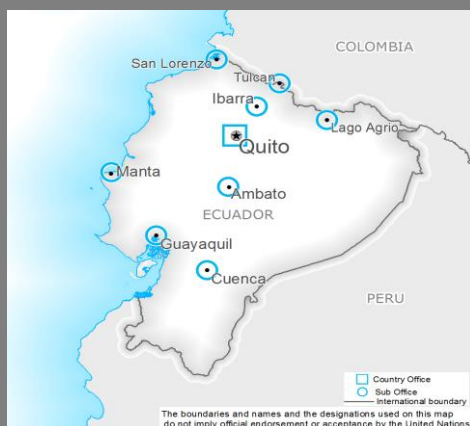 COLOMBIA
San Lorenzo
Tulcan
Ibarra
Lago Agrio
Quito
Manta
Ambato
ECUADOR
Guayaquil
Cuenca
PERU
Country Office
Sub Office
International boundary
The boundaries and names and the designations used on this map
do not imply official endorsement or acceptance by the United Nations